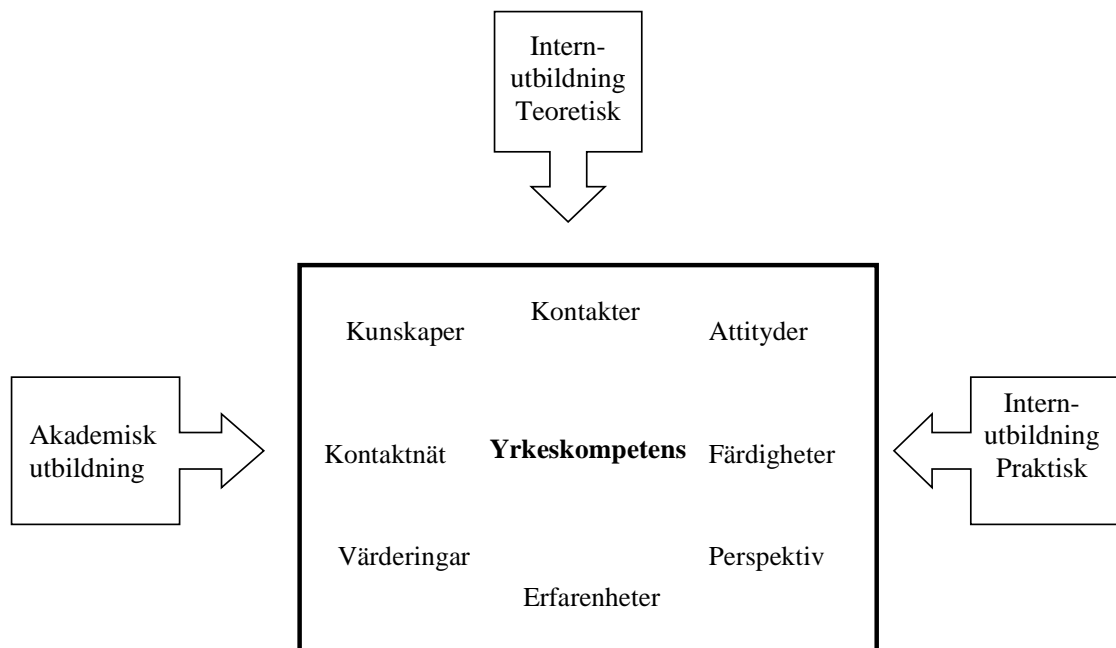 Intern-
utbildning
Teoretisk
Kontakter
Kunskaper
Attityder
Akademisk
utbildning
Kontaktnät
Yrkeskompetens
Färdigheter
Intern-
utbildning
Praktisk
Värderingar
Perspektiv
Erfarenheter